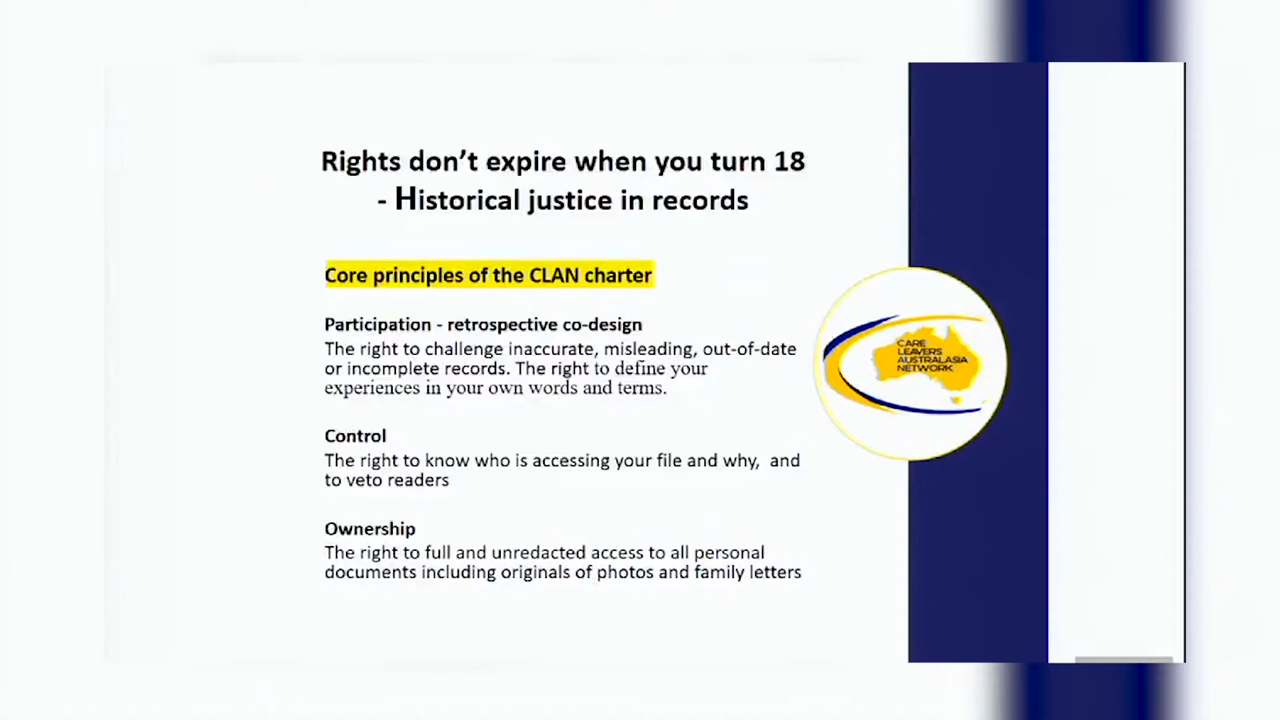 Rights don’t expire when you turn 18
- Historical justice in records
Core principles of the CLAN charter
Participation - retrospective co-design
The right to challenge inaccurate, misleading, out-of-date
or incomplete records. The right to define your
experiences in your own words and terms.
Control
The right to know who is accessing your file and why,  and
to veto readers
Ownership
The right to full and unredacted access to all personal
documents including originals of photos and family letters
CARE
LEAVERS
AUSTRALASIA
NETWORK